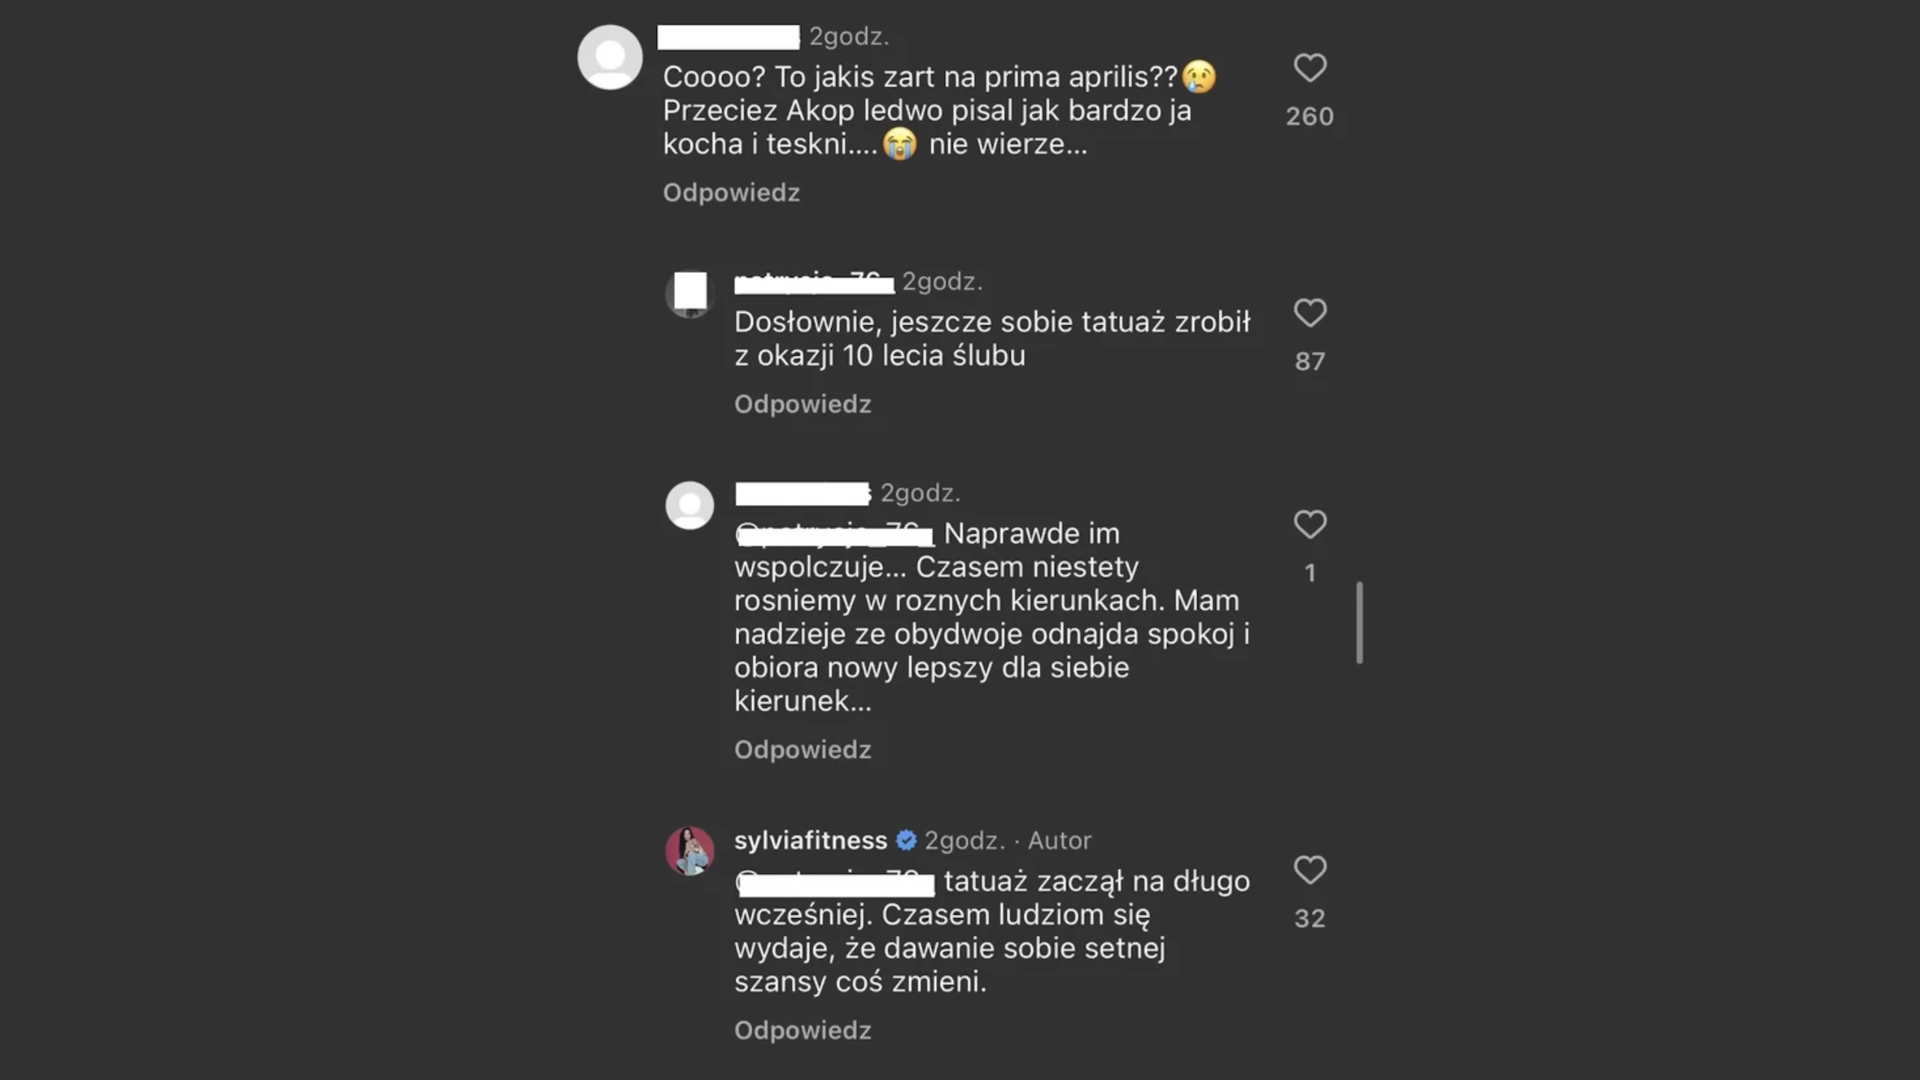 2godz.
Coooo? To jakis zart na prima aprilis??😢
Przeciez Akop ledwo pisal jak bardzo ja
kocha i teskni....😭 nie wierze...
260
Odpowiedz
2godz.
Dosłownie, jeszcze sobie tatuaż zrobił
z okazji 10 lecia ślubu
87
Odpowiedz
2godz.
Naprawde im
wspolczuje... Czasem niestety
rosniemy w roznych kierunkach. Mam
nadzieje ze obydwoje odnajda spokoj i
obiora nowy lepszy dla siebie
kierunek...
1
Odpowiedz
sylviafitness 2godz. · Autor
tatuaż zaczął na długo
wcześniej. Czasem ludziom się
wydaje, że dawanie sobie setnej
szansy coś zmieni.
32
Odpowiedz